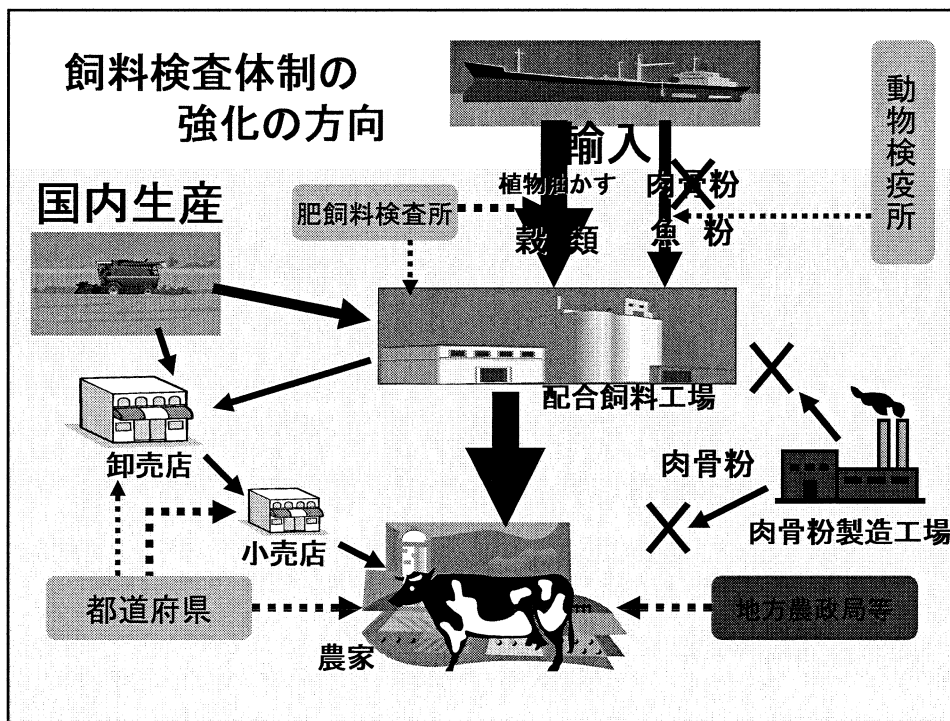 飼料検査体制の
強化の方向
動物検疫所
輸入
植物油かす
肉骨粉
国内生産
肥飼料検査所
穀類
魚粉
配合飼料工場
卸売店
肉骨粉
肉骨粉製造工場
小売店
都道府県
地方農政局等
農家